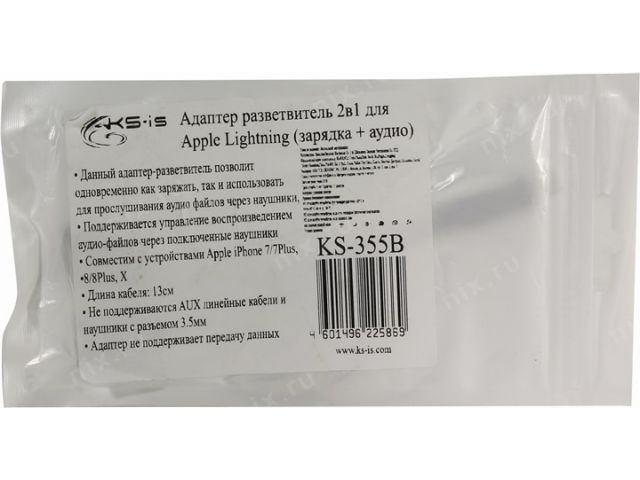 KS-is
Адаптер разветвитель 2в1 для
Apple Lightning (зарядка + аудио)
• Данный адаптер-разветвитель позволит
одновременно как заряжать, так и использовать
для прослушивания аудио файлов через наушники,
• Поддерживается управление воспроизведением
аудио-файлов через подключенные наушники
• Совместим с устройствами Apple iPhone 7/7Plus,
•8/8Plus, X
• Длина кабеля: 13см
• Не поддерживаются AUX линейные кабели и
наушники с разъемом 3.5мм
• Адаптер не поддерживает передачу данных
KS-355B
4 601496 225869
www.ks-is.com
nix.ru